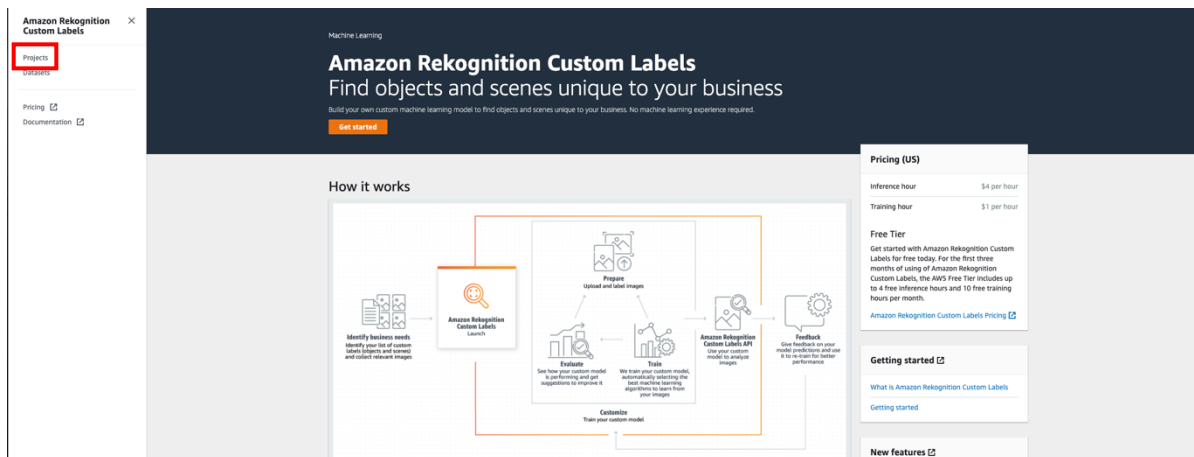 Amazon Rekognition
Custom Labels
Projects
Datasets
Pricing
Documentation
Machine Learning
Amazon Rekognition Custom Labels
Find objects and scenes unique to your business
Build your own custom machine learning model to find objects and scenes unique to your business. No machine learning experience required.
Get started
How it works
Identify business needs
Identify your list of custom
labels (objects and scenes)
and collect relevant images
Amazon Rekognition
Custom Labels
Launch
Prepare
Upload and label images
Evaluate
See how your custom model
is performing and get
suggestions to improve it
Train
We train your custom model,
automatically selecting the
best machine learning
algorithms to learn from
your images
Customize
Train your custom model
Amazon Rekognition
Custom Labels API
Use your custom
model to analyze
images
Feedback
Give feedback on your
model predictions and use
it to re-train for better
performance
Pricing (US)
Inference hour $4 per hour
Training hour $1 per hour
Free Tier
Get started with Amazon Rekognition Custom
Labels for free today. For the first three
months of using of Amazon Rekognition
Custom Labels, the AWS Free Tier includes up
to 4 free inference hours and 10 free training
hours per month.
Amazon Rekognition Custom Labels Pricing
Getting started
What is Amazon Rekognition Custom Labels
Getting started
New features